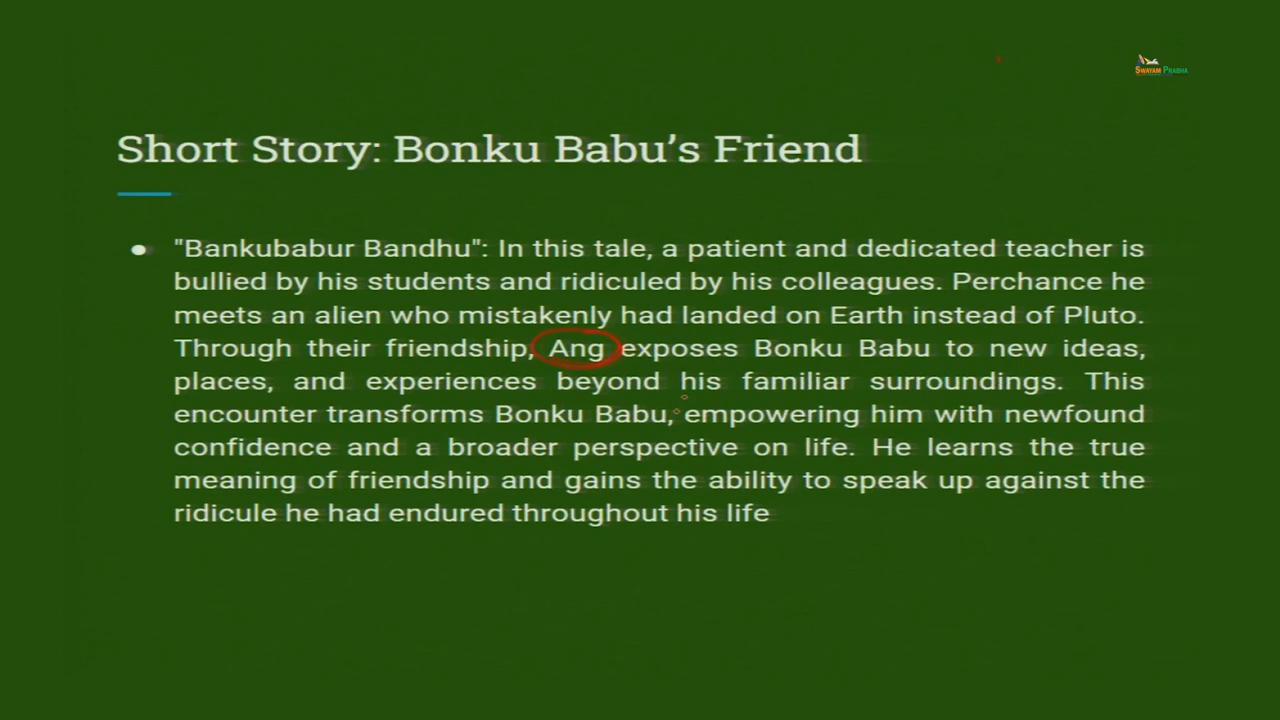 SWAYAM PRABHA
Short Story: Bonku Babu's Friend
● "Bankubabur Bandhu": In this tale, a patient and dedicated teacher is
bullied by his students and ridiculed by his colleagues. Perchance he
meets an alien who mistakenly had landed on Earth instead of Pluto.
Through their friendship, Ang exposes Bonku Babu to new ideas,
places, and experiences beyond his familiar surroundings. This
encounter transforms Bonku Babu, empowering him with newfound
confidence and a broader perspective on life. He learns the true
meaning of friendship and gains the ability to speak up against the
ridicule he had endured throughout his life